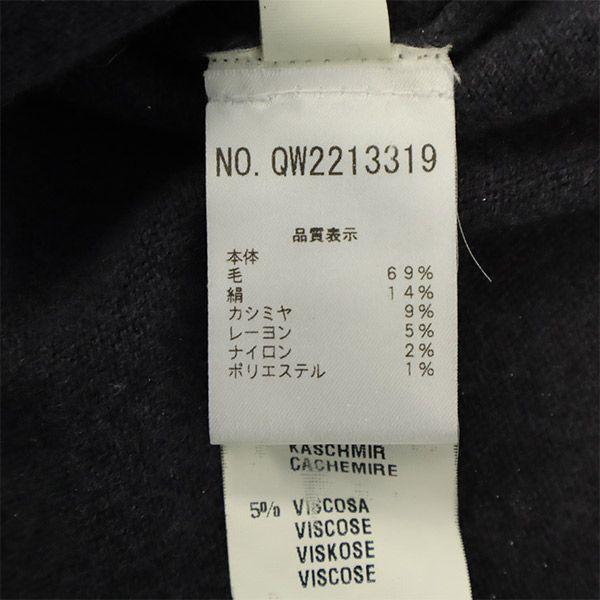 NO. QW2213319
品質表示
本体
毛 69%
絹 14%
カシミヤ 9%
レーヨン 5%
ナイロン 2%
ポリエステル 1%
KASCHMIR
CACHEMIRE
5% VISCOSA
VISCOSE
VISKOSE
VISCOSE